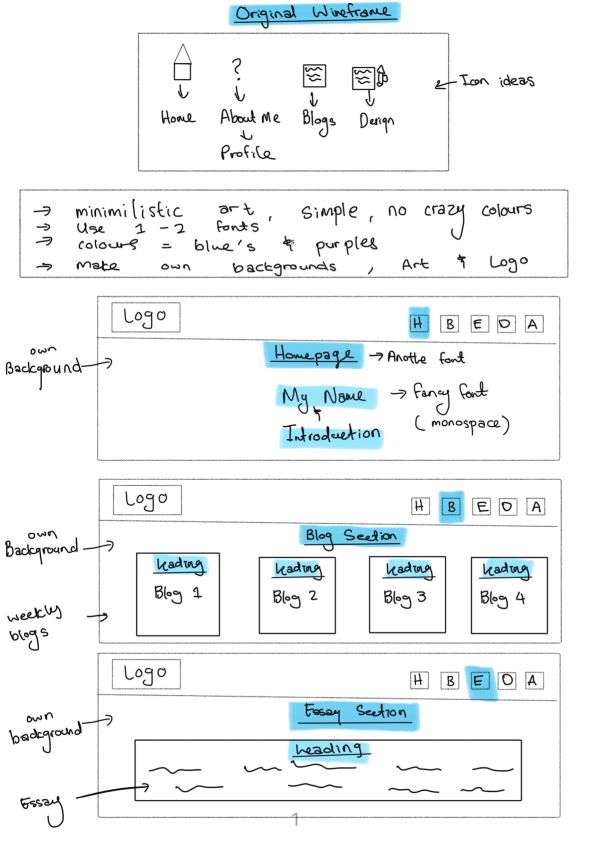 Original Wireframe
?
Icon ideas
Home About Me Blogs Design
Profile
minimilistic art, simple, no crazy colours
Use 1-2 fonts
colours = blue's & purples
Make own backgrounds, Art & Logo
Logo H B E D A
own Background
Homepage → Anothe font
My Name → Fancy font
& (monospace)
Introduction
Logo H B E D A
own Background
Blog Section
heading heading heading heading
Blog 1 Blog 2 Blog 3 Blog 4
weekly blogs
Logo H B E D A
own background
Essay Section
heading
Essay
1